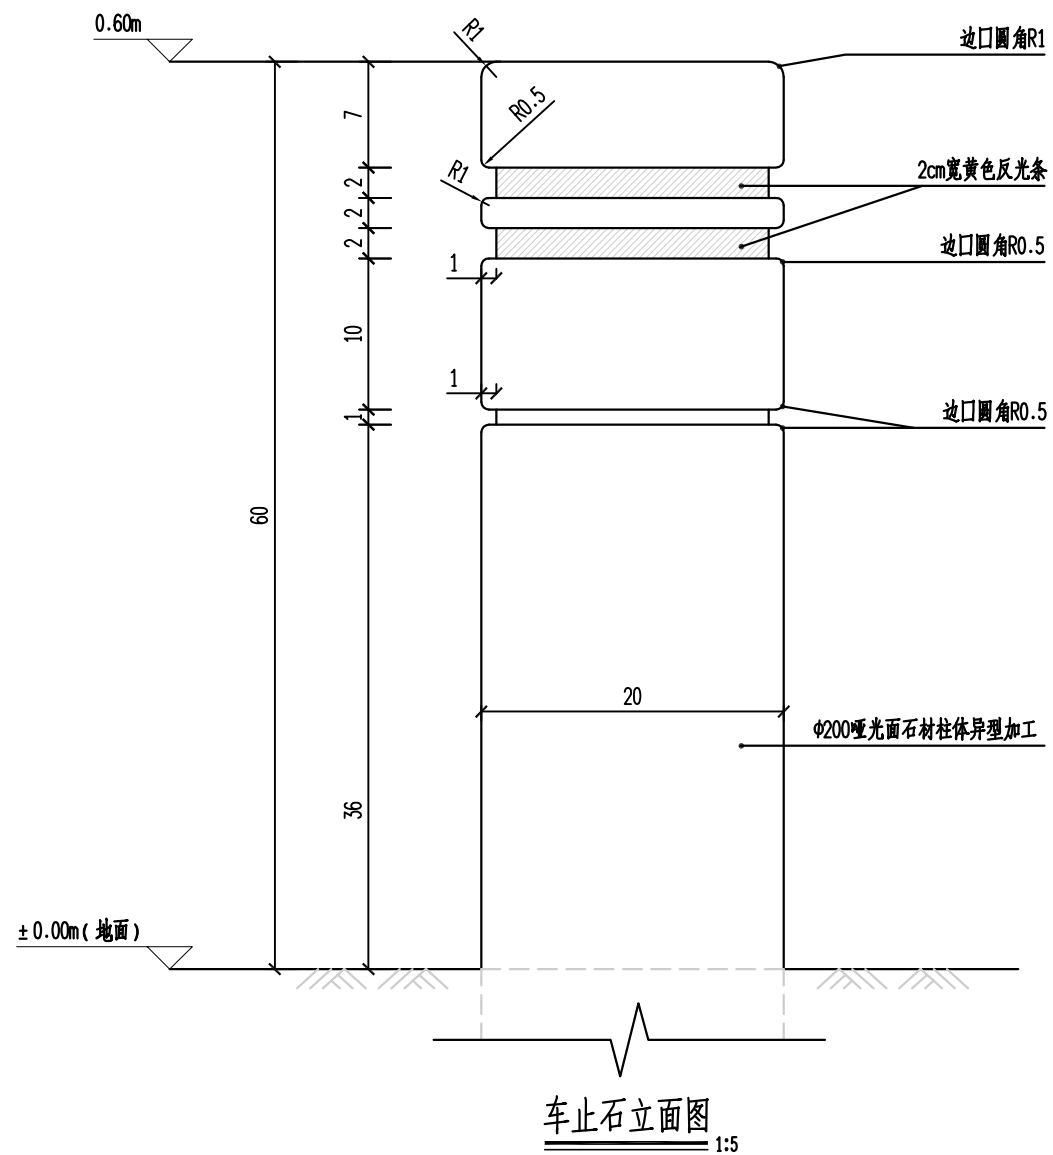 0.60m
R1
边口圆角R1
7
R0.5
R1
2cm宽黄色反光条
2
2
2
边口圆角R0.5
1
10
1
边口圆角R0.5
1
60
20
Φ200哑光面石材柱体异型加工
36
±0.00m(地面)
车止石立面图
1:5